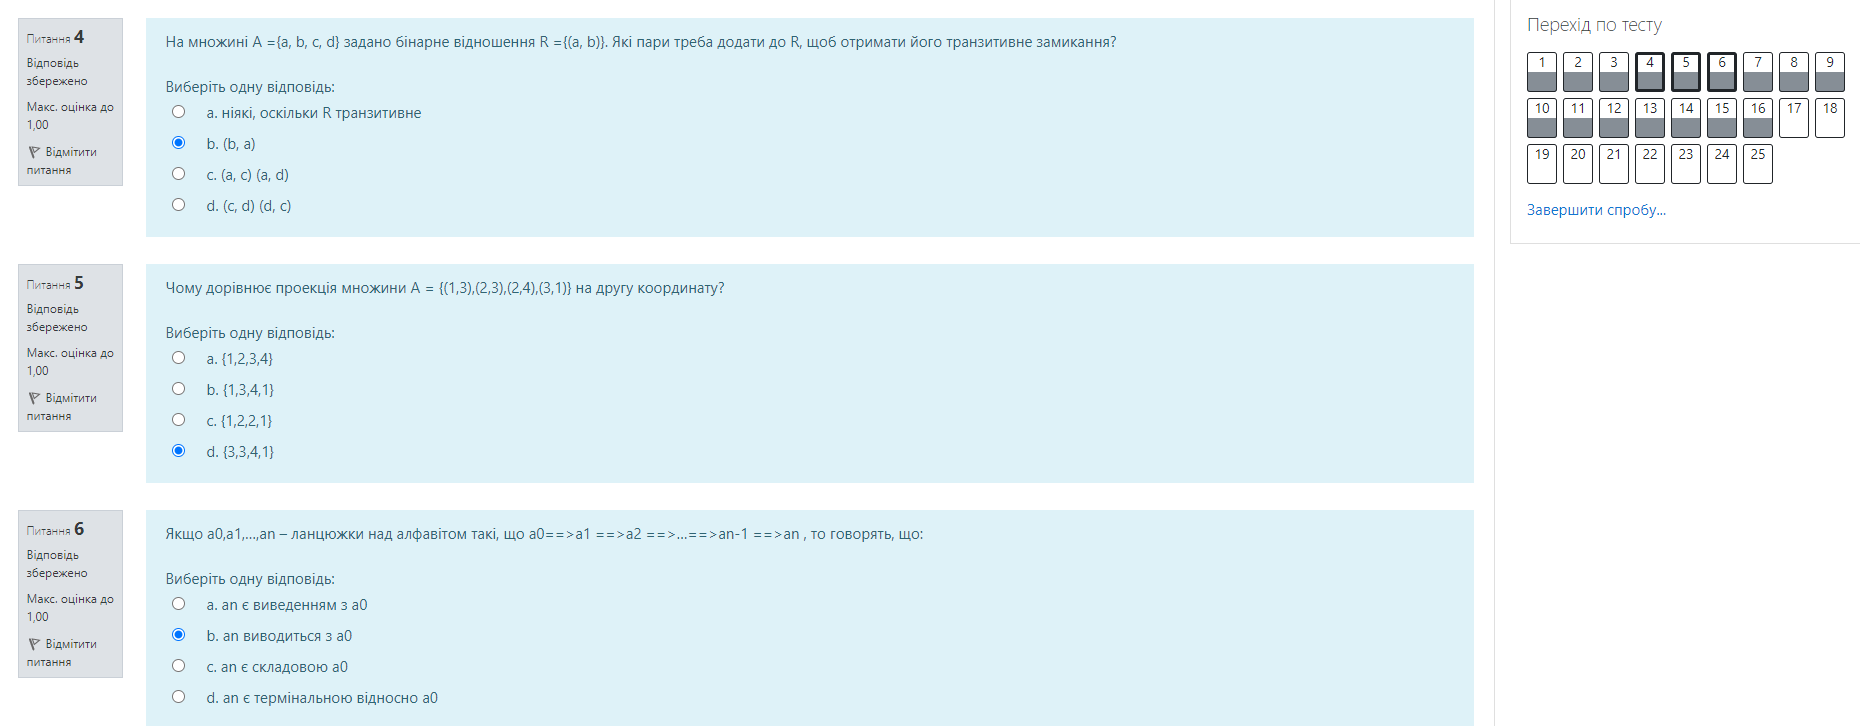 Питання 4
Відповідь
збережено
Макс. оцінка до
1,00
Відмітити
питання
На множині A ={a, b, c, d} задано бінарне відношення R ={(a, b)}. Які пари треба додати до R, щоб отримати його транзитивне замикання?
Виберіть одну відповідь:
a. ніякі, оскільки R транзитивне
b. (b, a)
c. (a, c) (a, d)
d. (c, d) (d, c)
Питання 5
Відповідь
збережено
Макс. оцінка до
1,00
Відмітити
питання
Чому дорівнює проекція множини A = {(1,3),(2,3),(2,4),(3,1)} на другу координату?
Виберіть одну відповідь:
a. {1,2,3,4}
b. {1,3,4,1}
c. {1,2,2,1}
d. {3,3,4,1}
Питання 6
Відповідь
збережено
Макс. оцінка до
1,00
Відмітити
питання
Якщо a0,a1,...,an – ланцюжки над алфавітом такі, що a0==>a1 ==>a2 ==>...==>an-1 ==>an , то говорять, що:
Виберіть одну відповідь:
a. an є виведенням з a0
b. an виводиться з a0
c. an є складовою a0
d. an є термінальною відносно a0
Перехід по тесту
1 2 3 4 5 6 7 8 9
10 11 12 13 14 15 16 17 18
19 20 21 22 23 24 25
Завершити спробу...